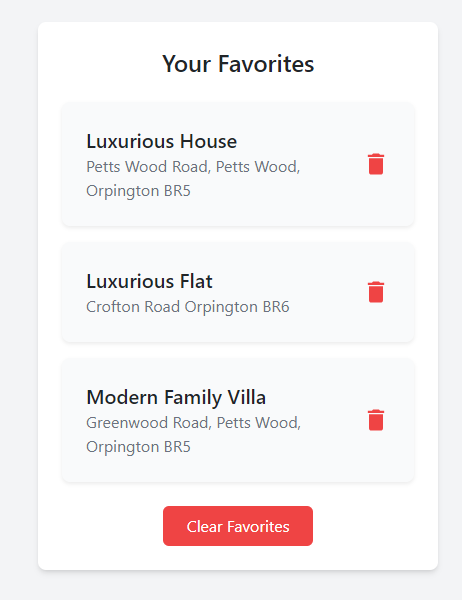 Your Favorites
Luxurious House
Petts Wood Road, Petts Wood,
Orpington BR5
Luxurious Flat
Crofton Road Orpington BR6
Modern Family Villa
Greenwood Road, Petts Wood,
Orpington BR5
Clear Favorites